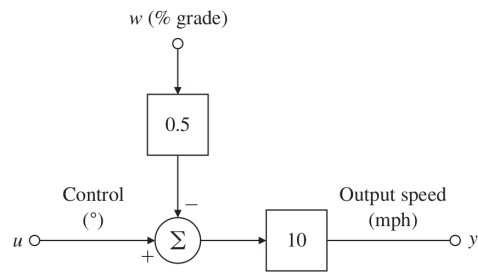 w (% grade)
0.5
Control
(°)
−
Output speed
(mph)
u
+
Σ
10
y